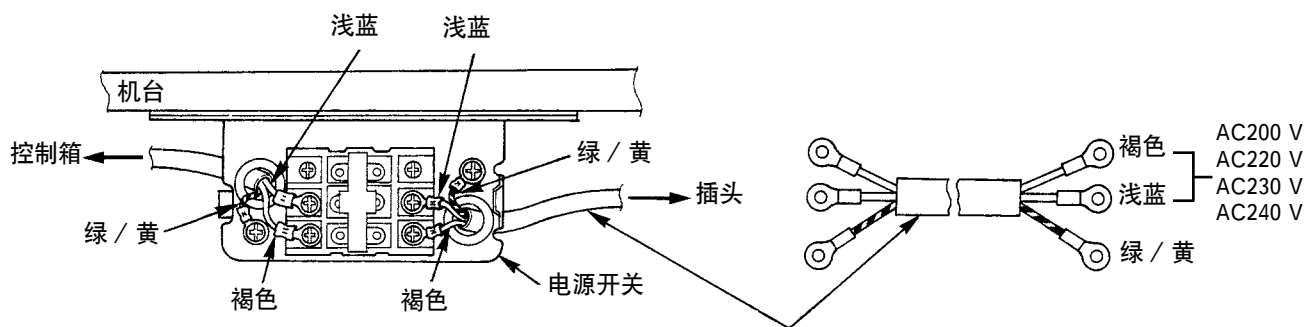 浅蓝
浅蓝
机台
控制箱
绿 / 黄
插头
绿 / 黄
褐色
褐色
电源开关
褐色
浅蓝
绿 / 黄
AC200 V
AC220 V
AC230 V
AC240 V